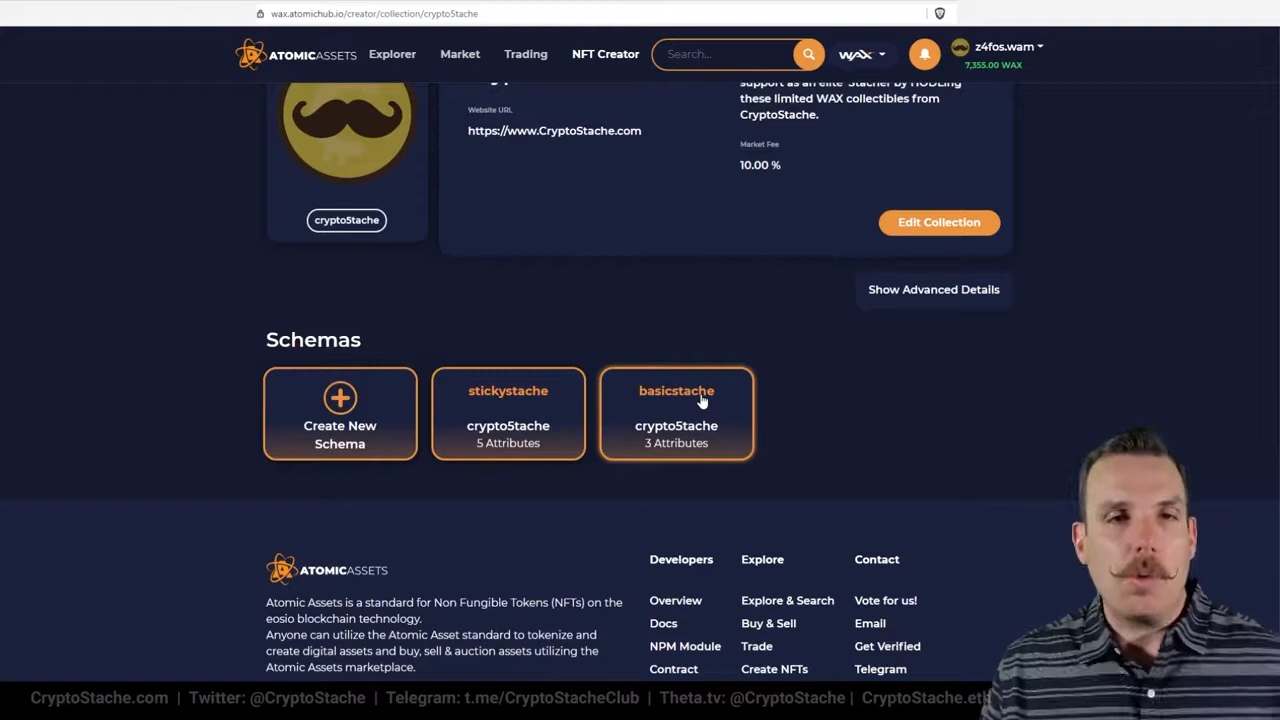 wax.atomichub.io/creator/collection/crypto5tache
ATOMICASSETS Explorer Market Trading NFT Creator Search... WAX z4fos.wam
7,355.00 WAX
support as an elite 'Stacher by HODLing
these limited WAX collectibles from
CryptoStache.
Website URL
https://www.CryptoStache.com
Market Fee
10.00 %
crypto5tache
Edit Collection
Show Advanced Details
Schemas
Create New
Schema
stickystache
crypto5tache
5 Attributes
basicstache
crypto5tache
3 Attributes
ATOMICASSETS
Atomic Assets is a standard for Non Fungible Tokens (NFTs) on the
eosio blockchain technology.
Anyone can utilize the Atomic Asset standard to tokenize and
create digital assets and buy, sell & auction assets utilizing the
Atomic Assets marketplace.
Developers
Overview
Docs
NPM Module
Contract
Explore
Explore & Search
Buy & Sell
Trade
Create NFTs
Contact
Vote for us!
Email
Get Verified
Telegram
CryptoStache.com | Twitter: @CryptoStache | Telegram: t.me/CryptoStacheClub | Theta.tv: @CryptoStache | CryptoStache.eth